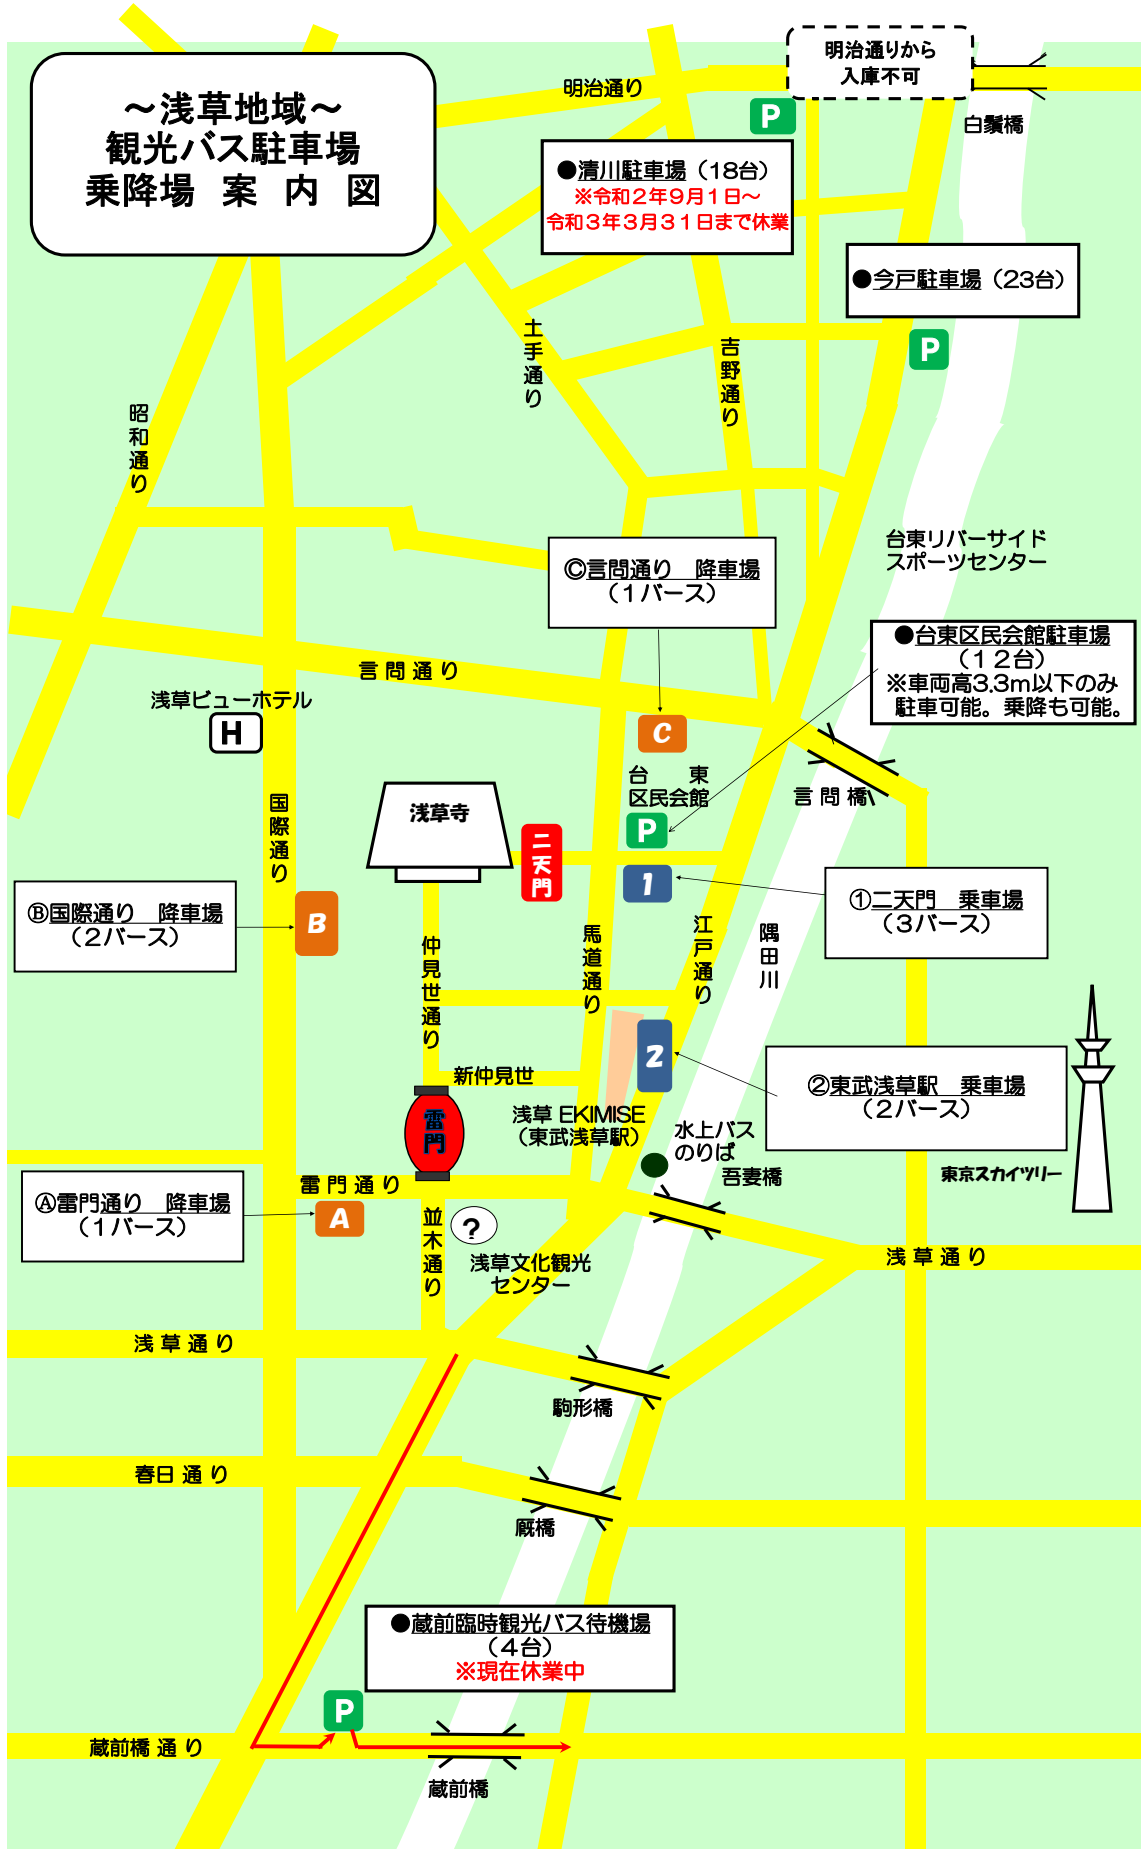 ～浅草地域～
観光バス駐車場
乗降場　案　内　図
明治通りから
入庫不可
明治通り
白鬚橋
P
●清川駐車場（18台）
※令和２年９月１日～
令和３年３月３１日まで休業
●今戸駐車場（23台）
P
土手通り
吉野通り
昭和通り
台東リバーサイド
スポーツセンター
Ⓒ言問通り　降車場
（１バース）
●台東区民会館駐車場
（１２台）
※車両高3.3m以下のみ
駐車可能。乗降も可能。
言 問 通 り
浅草ビューホテル
H
C
台　　東
区民会館
P
言 問 橋
国際通り
浅草寺
二天門
1
①二天門　乗車場
（３バース）
Ⓑ国際通り　降車場
（２バース）
B
仲見世通り
馬道通り
江戸通り
隅田川
2
②東武浅草駅　乗車場
（２バース）
新仲見世
雷門
浅草 EKIMISE
（東武浅草駅）
水上バス
のりば
吾妻橋
東京スカイツリー
Ⓐ雷門通り　降車場
（１バース）
雷 門 通 り
A
並木通り
?
浅草文化観光
センター
浅 草 通 り
浅 草 通 り
駒形橋
春日 通 り
厩橋
●蔵前臨時観光バス待機場
（４台）
※現在休業中
P
蔵前橋 通 り
蔵前橋